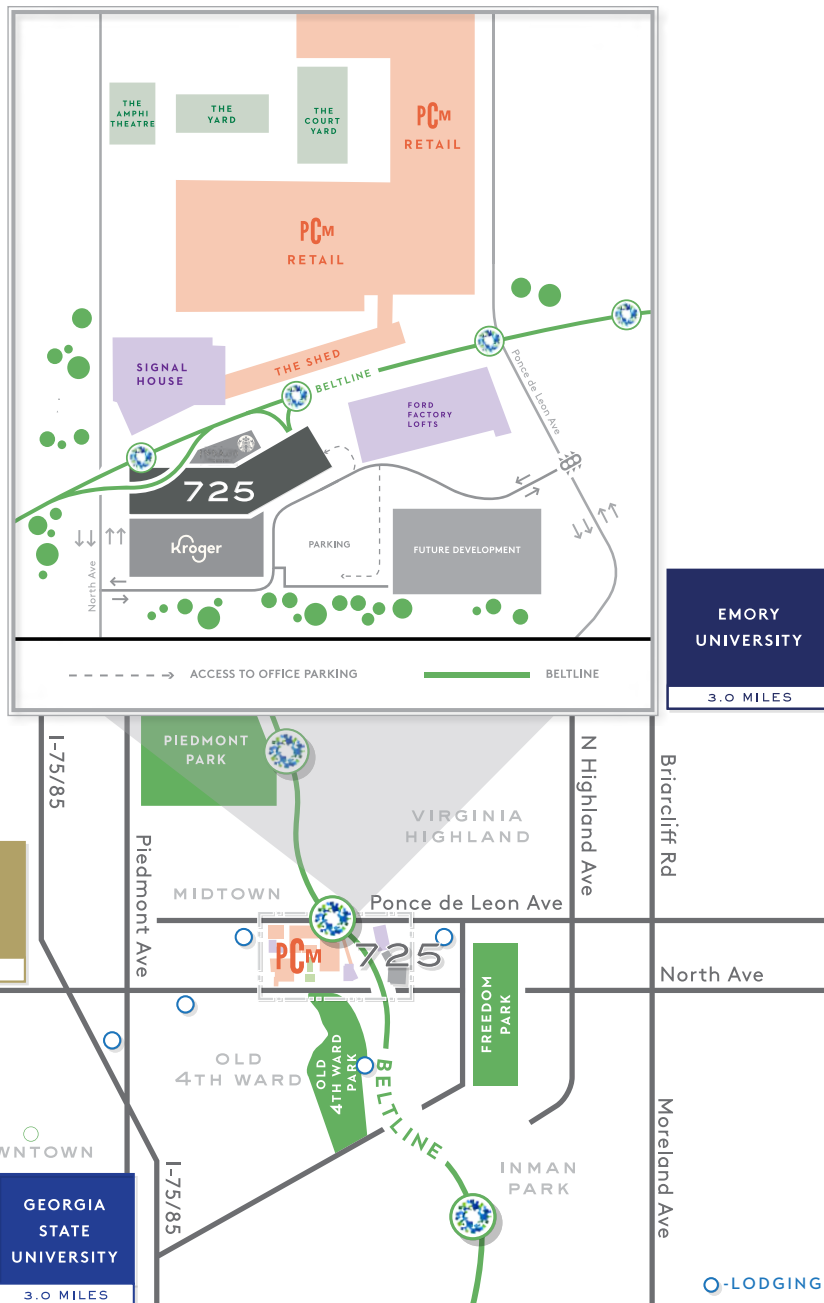 THE
AMPHI
THEATRE
THE
YARD
THE
COURT
YARD
PCM
RETAIL
PCM
RETAIL
SIGNAL
HOUSE
THE SHED
BELTLINE
FORD
FACTORY
LOFTS
Ponce de Leon Ave
725
Kroger
PARKING
FUTURE DEVELOPMENT
North Ave
ACCESS TO OFFICE PARKING
BELTLINE
EMORY
UNIVERSITY
3.0 MILES
I-75/85
PIEDMONT
PARK
Piedmont Ave
VIRGINIA
HIGHLAND
N Highland Ave
Briarcliff Rd
MIDTOWN
Ponce de Leon Ave
PCM
725
North Ave
FREEDOM
PARK
OLD
4TH WARD
OLD
4TH WARD
PARK
BELTLINE
WNTOWN
INMAN
PARK
Moreland Ave
I-75/85
GEORGIA
STATE
UNIVERSITY
3.0 MILES
-LODGING